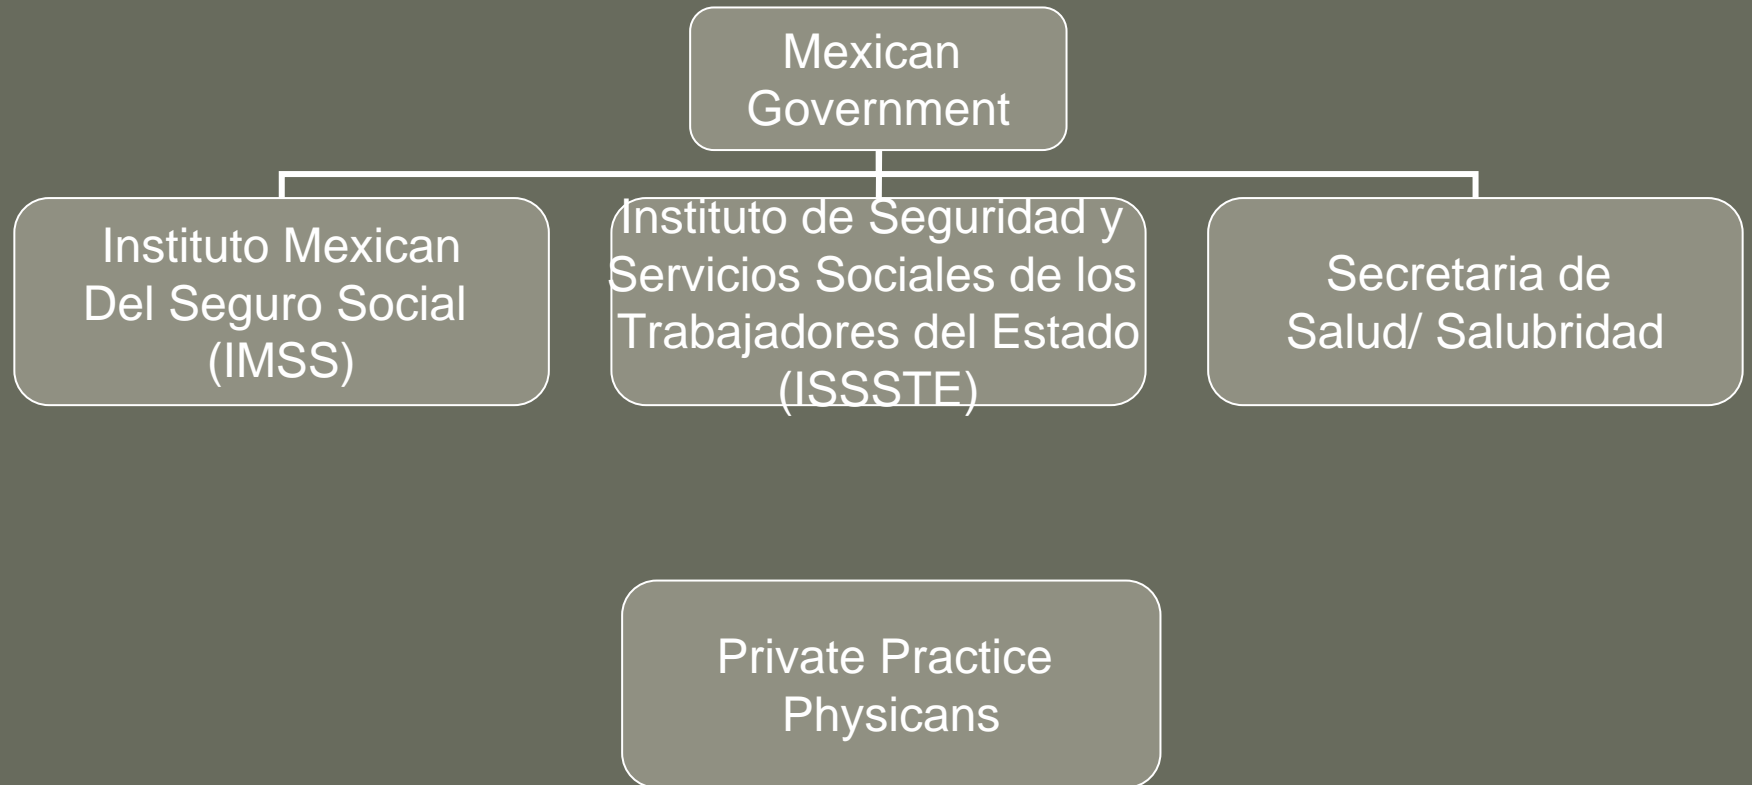 Mexican
Government
Instituto Mexican
Del Seguro Social
(IMSS)
Instituto de Seguridad y
Servicios Sociales de los
Trabajadores del Estado
(ISSSTE)
Secretaria de
Salud/ Salubridad
Private Practice
Physicans